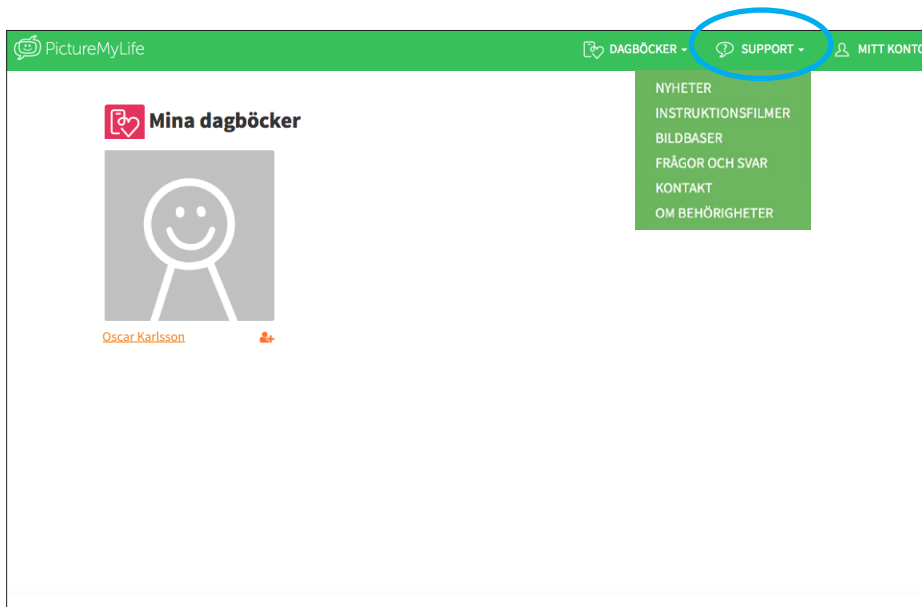 PictureMyLife
DAGBÖCKER
SUPPORT
MITT KONTO
NYHETER
INSTRUKTIONSFILMER
BILDBASER
FRÅGOR OCH SVAR
KONTAKT
OM BEHÖRIGHETER
Mina dagböcker
Oscar Karlsson